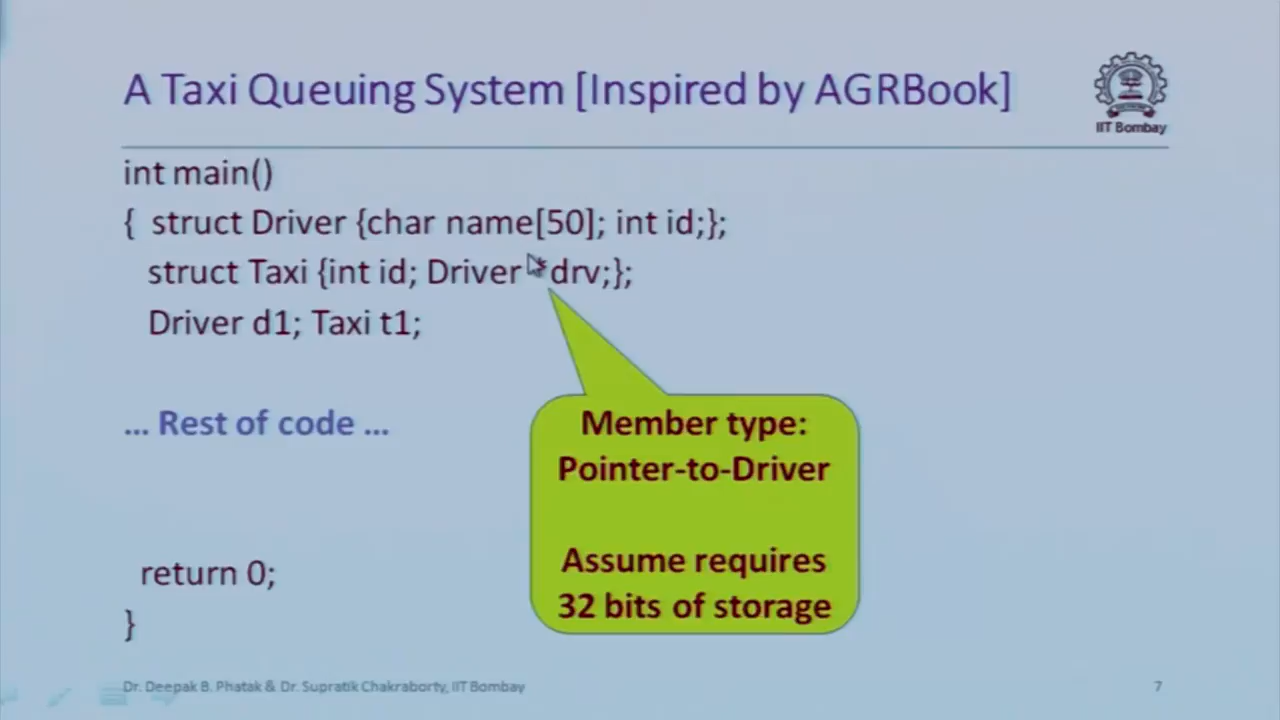 A Taxi Queuing System [Inspired by AGRBook]
IIT Bombay
int main()
{ struct Driver {char name[50]; int id;};
struct Taxi {int id; Driver *drv;};
Driver d1; Taxi t1;
... Rest of code ...
Member type:
Pointer-to-Driver
Assume requires
32 bits of storage
return 0;
}
Dr. Deepak B. Phatak & Dr. Supratik Chakraborty, IIT Bombay
7